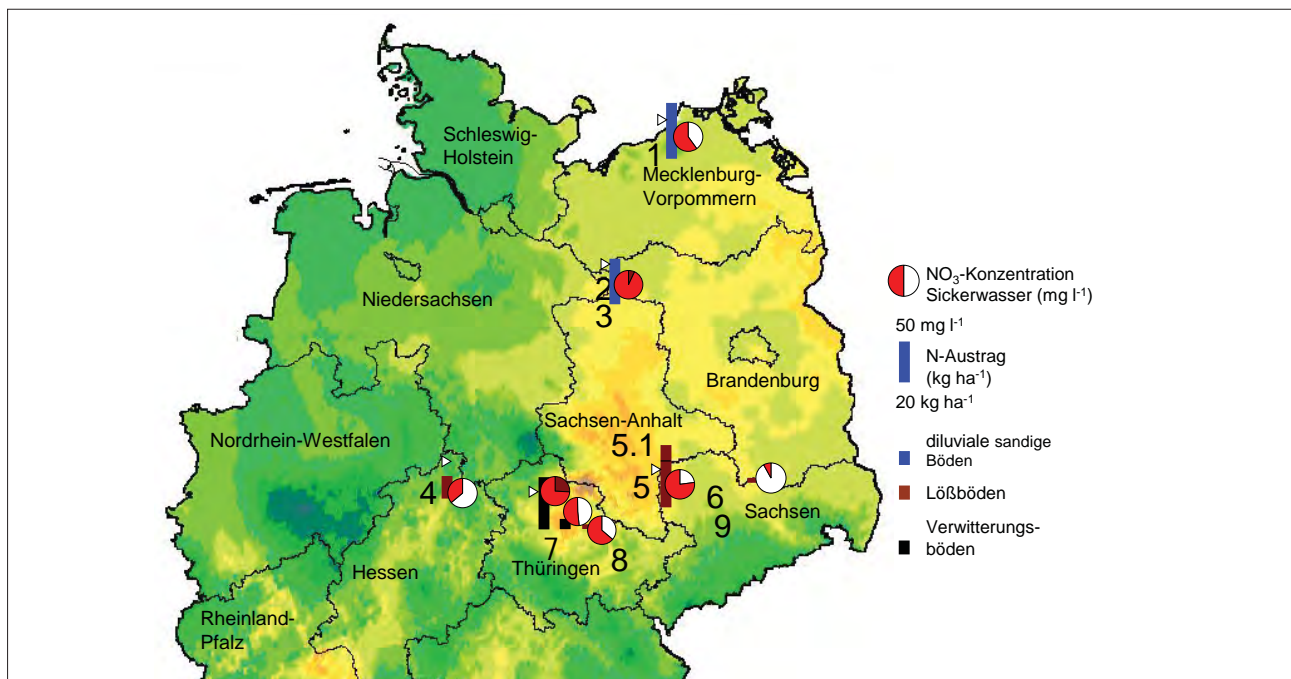 Schleswig-
Holstein
1
Mecklenburg-
Vorpommern
Niedersachsen
2
3
Brandenburg
Sachsen-Anhalt
5.1
Nordrhein-Westfalen
4
5
6
9
Sachsen
7
Thüringen
8
Hessen
Rheinland-
Pfalz
NO₃-Konzentration
Sickerwasser (mg l⁻¹)
50 mg l⁻¹
N-Austrag
(kg ha⁻¹)
20 kg ha⁻¹
diluviale sandige
Böden
Lößböden
Verwitterungs-
böden